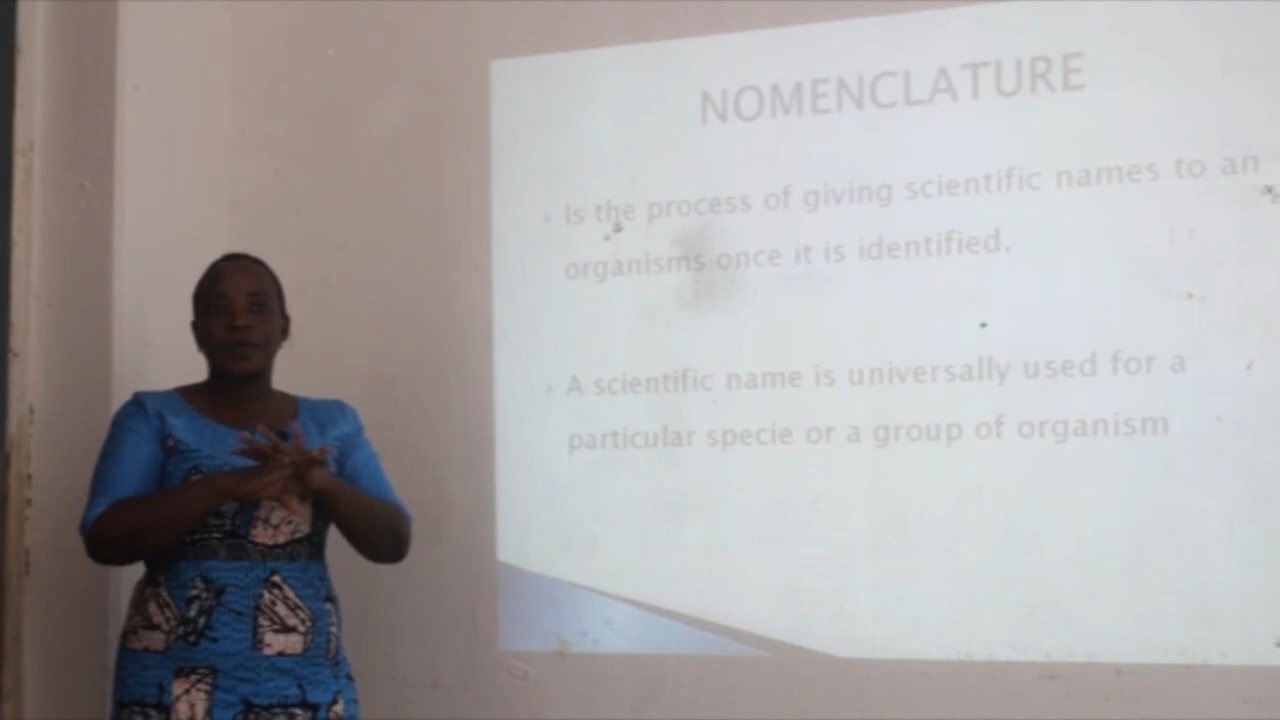 NOMENCLATURE
Is the process of giving scientific names to an
organisms once it is identified.
A scientific name is universally used for a
particular specie or a group of organism